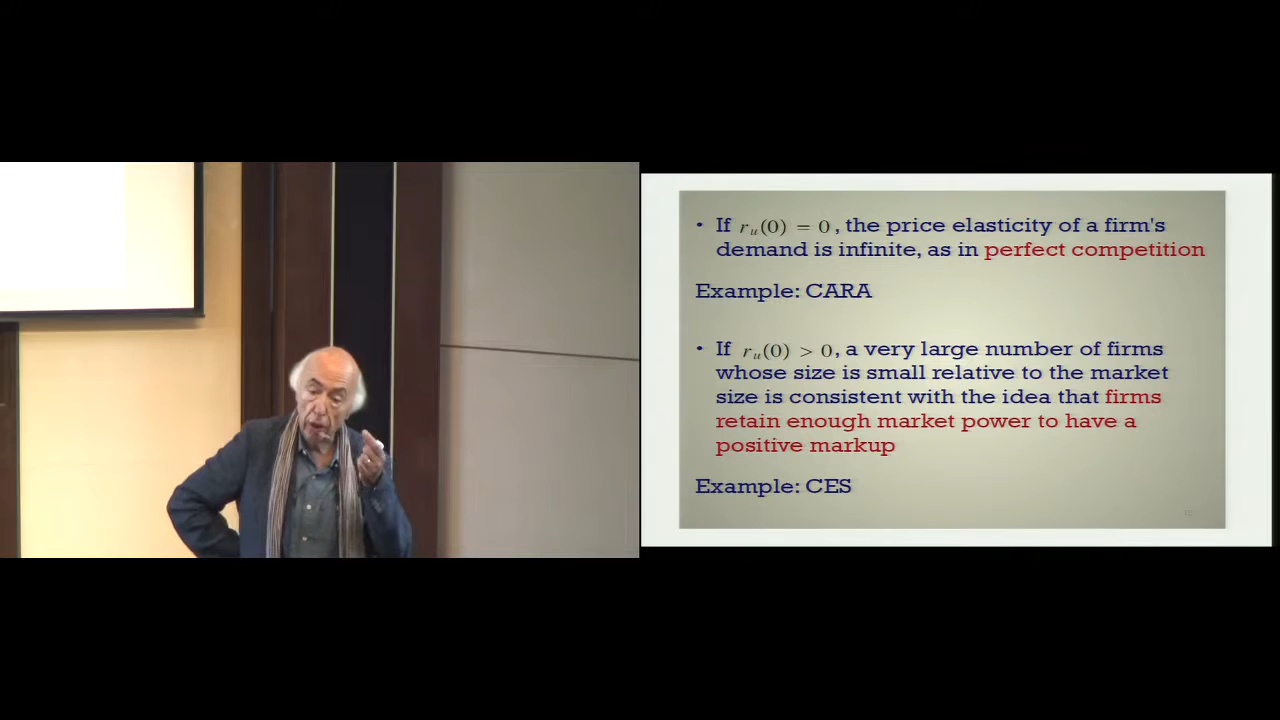 • If r_u(0) = 0, the price elasticity of a firm's
demand is infinite, as in perfect competition
Example: CARA
• If r_u(0) > 0, a very large number of firms
whose size is small relative to the market
size is consistent with the idea that firms
retain enough market power to have a
positive markup
Example: CES